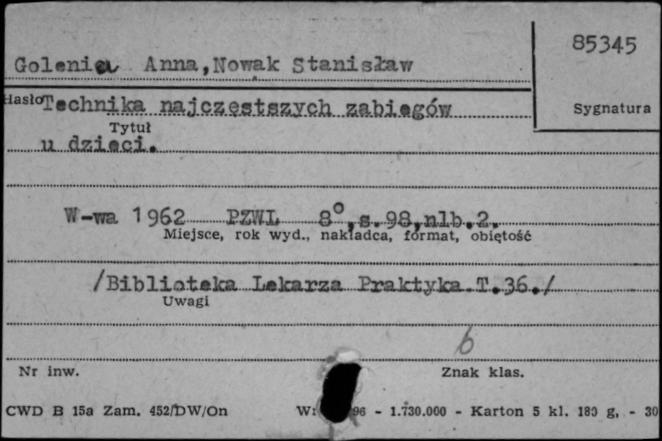 85345
Golenia Anna, Nowak Stanisław
Hasło Technika najczęstszych zabiegów
Sygnatura
Tytuł
u dzieci.
W-wa 1962 PZWL 8°, s. 98, nlb. 2.
Miejsce, rok wyd., nakładca, format, objętość
/Biblioteka Lekarza Praktyka. T. 36./
Uwagi
6
Nr inw.
Znak klas.
CWD B 15a Zam. 452/DW/On
96 - 1.730.000 - Karton 5 kl. 180 g, - 30